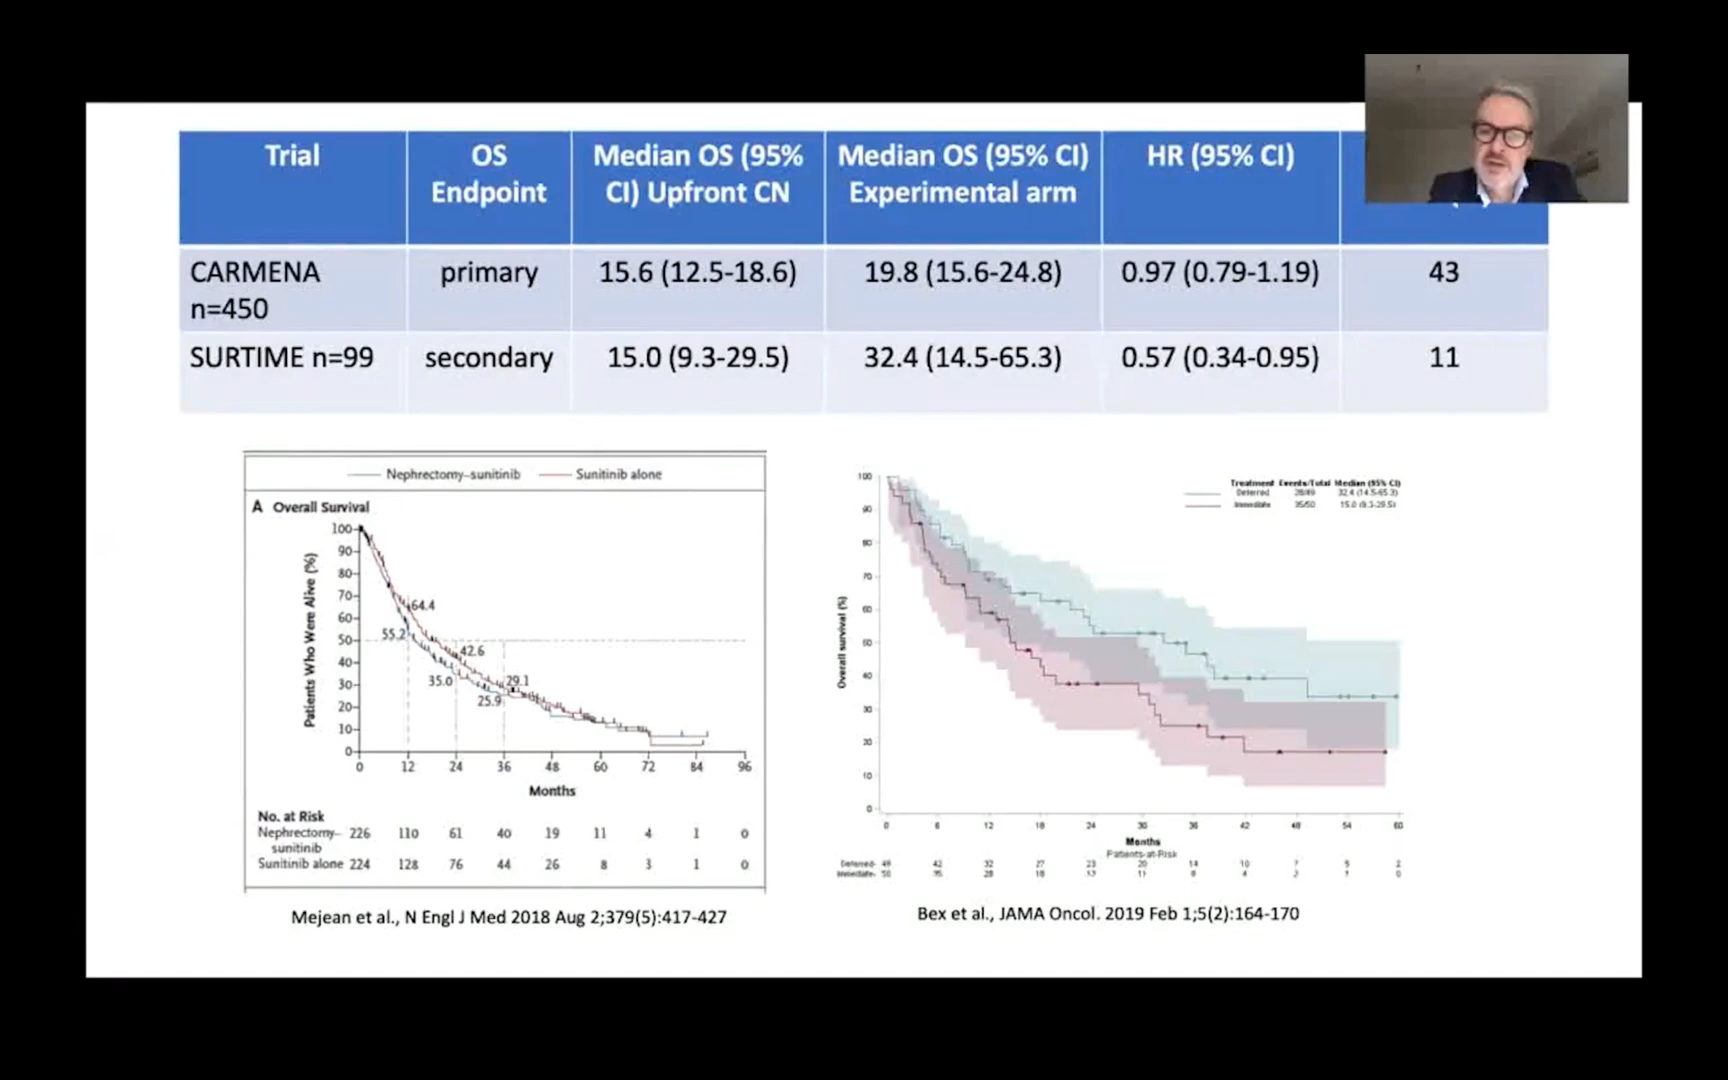 Trial
OS
Endpoint
Median OS (95%
CI) Upfront CN
Median OS (95% CI)
Experimental arm
HR (95% CI)
CARMENA
n=450
primary
15.6 (12.5-18.6)
19.8 (15.6-24.8)
0.97 (0.79-1.19)
43
SURTIME n=99
secondary
15.0 (9.3-29.5)
32.4 (14.5-65.3)
0.57 (0.34-0.95)
11
Nephrectomy–sunitinib
Sunitinib alone
A Overall Survival
Patients Who Were Alive (%)
100
90
80
70
60
50
40
30
20
10
0
64.4
55.2
42.6
35.0
29.1
25.9
0 12 24 36 48 60 72 84 96
Months
No. at Risk
Nephrectomy–
sunitinib
226 110 61 40 19 11 4 1 0
Sunitinib alone 224 128 76 44 26 8 3 1 0
Mejean et al., N Engl J Med 2018 Aug 2;379(5):417-427
Treatment Events/Total Median (95% CI)
Deferred 28/49 32.4 (14.5-65.3)
Immediate 35/50 15.0 (9.3-29.5)
Overall survival (%)
100
90
80
70
60
50
40
30
20
10
0
0 6 12 18 24 30 36 42 48 54 60
Months
Patients-at-Risk
Deferred- 49 42 32 27 23 20 14 10 7 5 2
Immediate- 50 35 28 18 13 11 8 4
Bex et al., JAMA Oncol. 2019 Feb 1;5(2):164-170